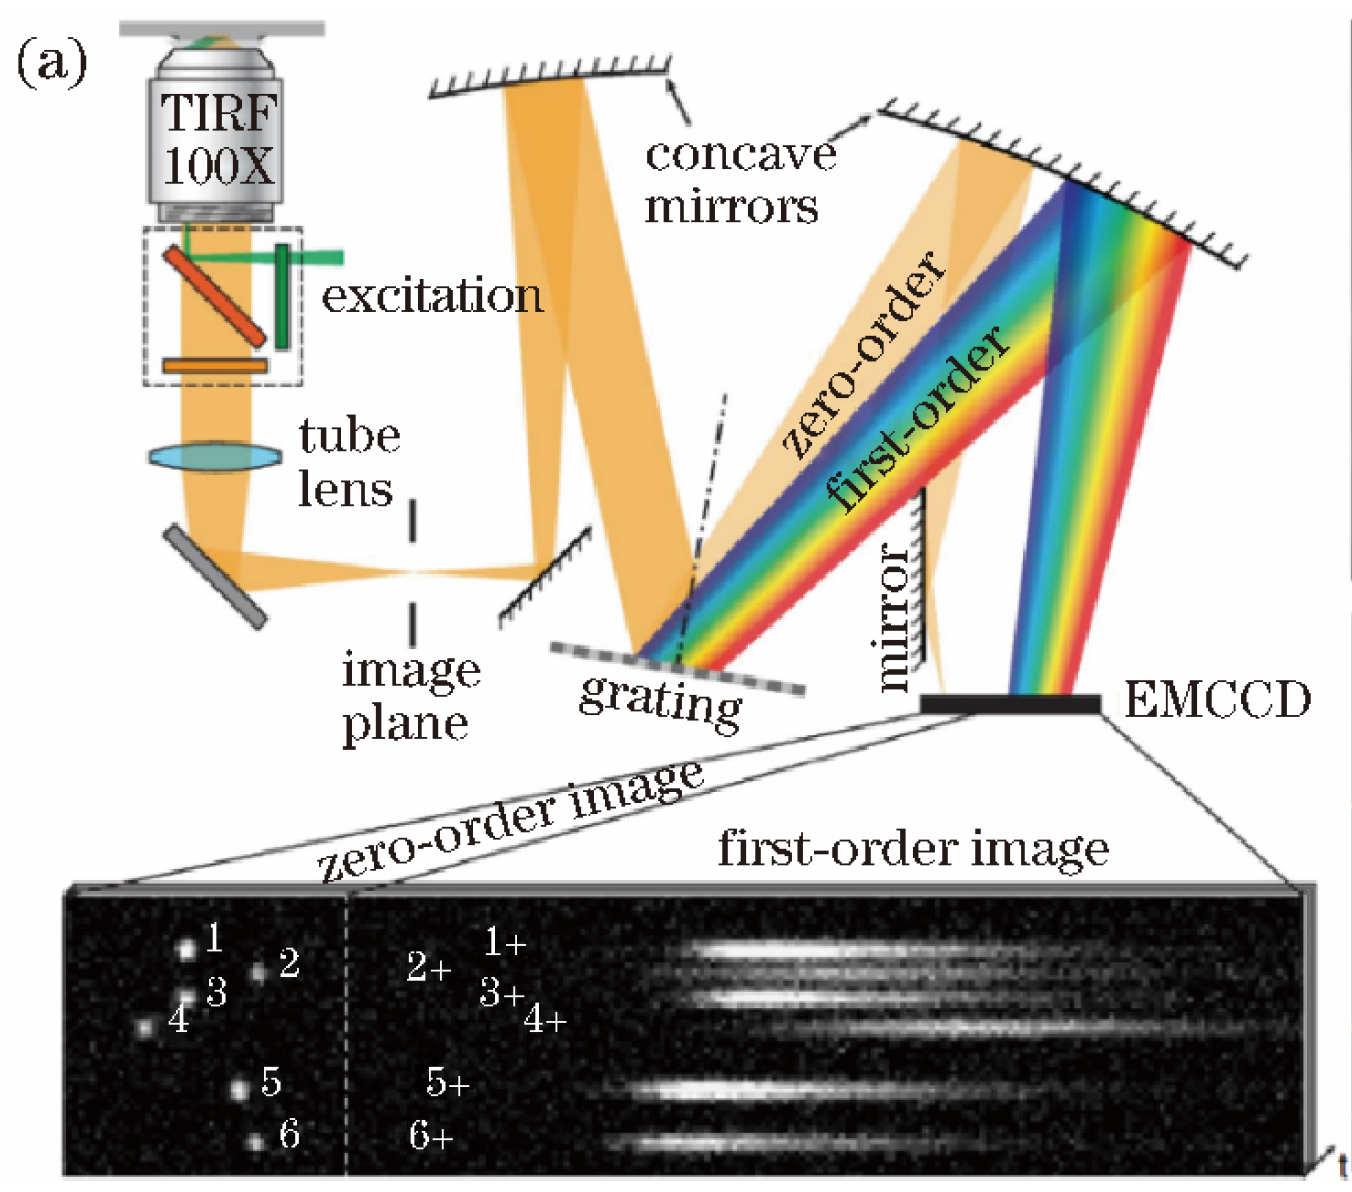 (a)
TIRF
100X
concave
mirrors
excitation
zero-order
first-order
tube
lens
mirror
image
plane
grating
EMCCD
zero-order image
first-order image
1
1+
2
2+
3
3+
4
4+
5
5+
6
6+
t